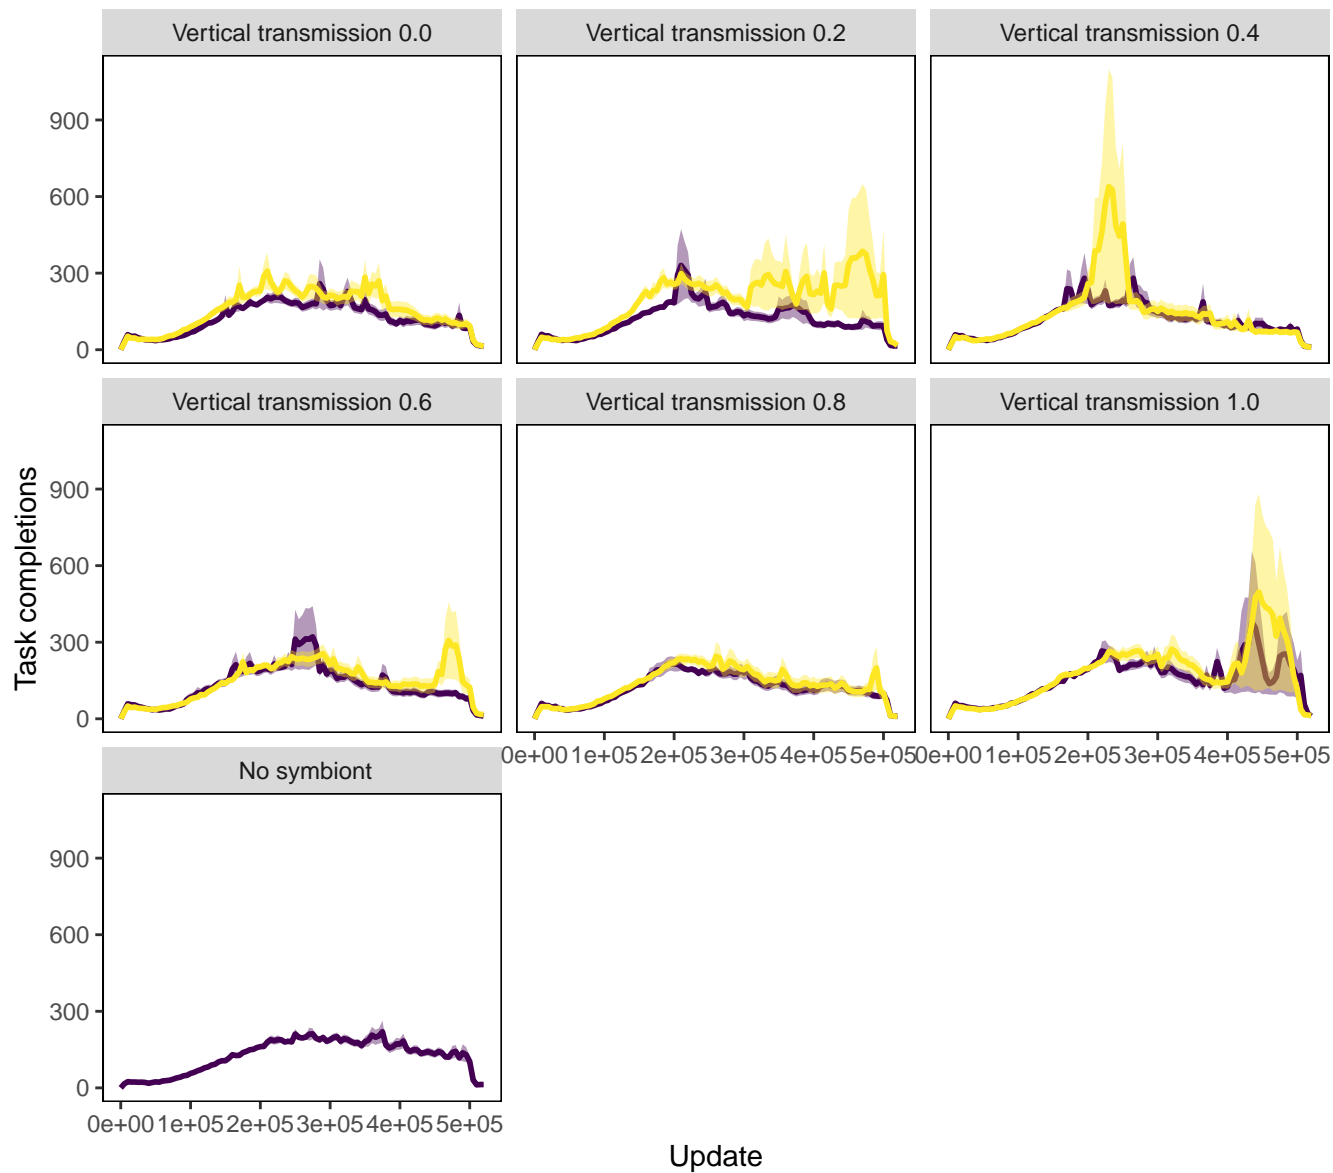 Vertical transmission 0.0
Vertical transmission 0.2
Vertical transmission 0.4
900
600
300
0
Vertical transmission 0.6
Vertical transmission 0.8
Vertical transmission 1.0
900
600
300
0
0e+00 1e+05 2e+05 3e+05 4e+05 5e+05
0e+00 1e+05 2e+05 3e+05 4e+05 5e+05
No symbiont
900
600
300
0
0e+00 1e+05 2e+05 3e+05 4e+05 5e+05
Task completions
Update